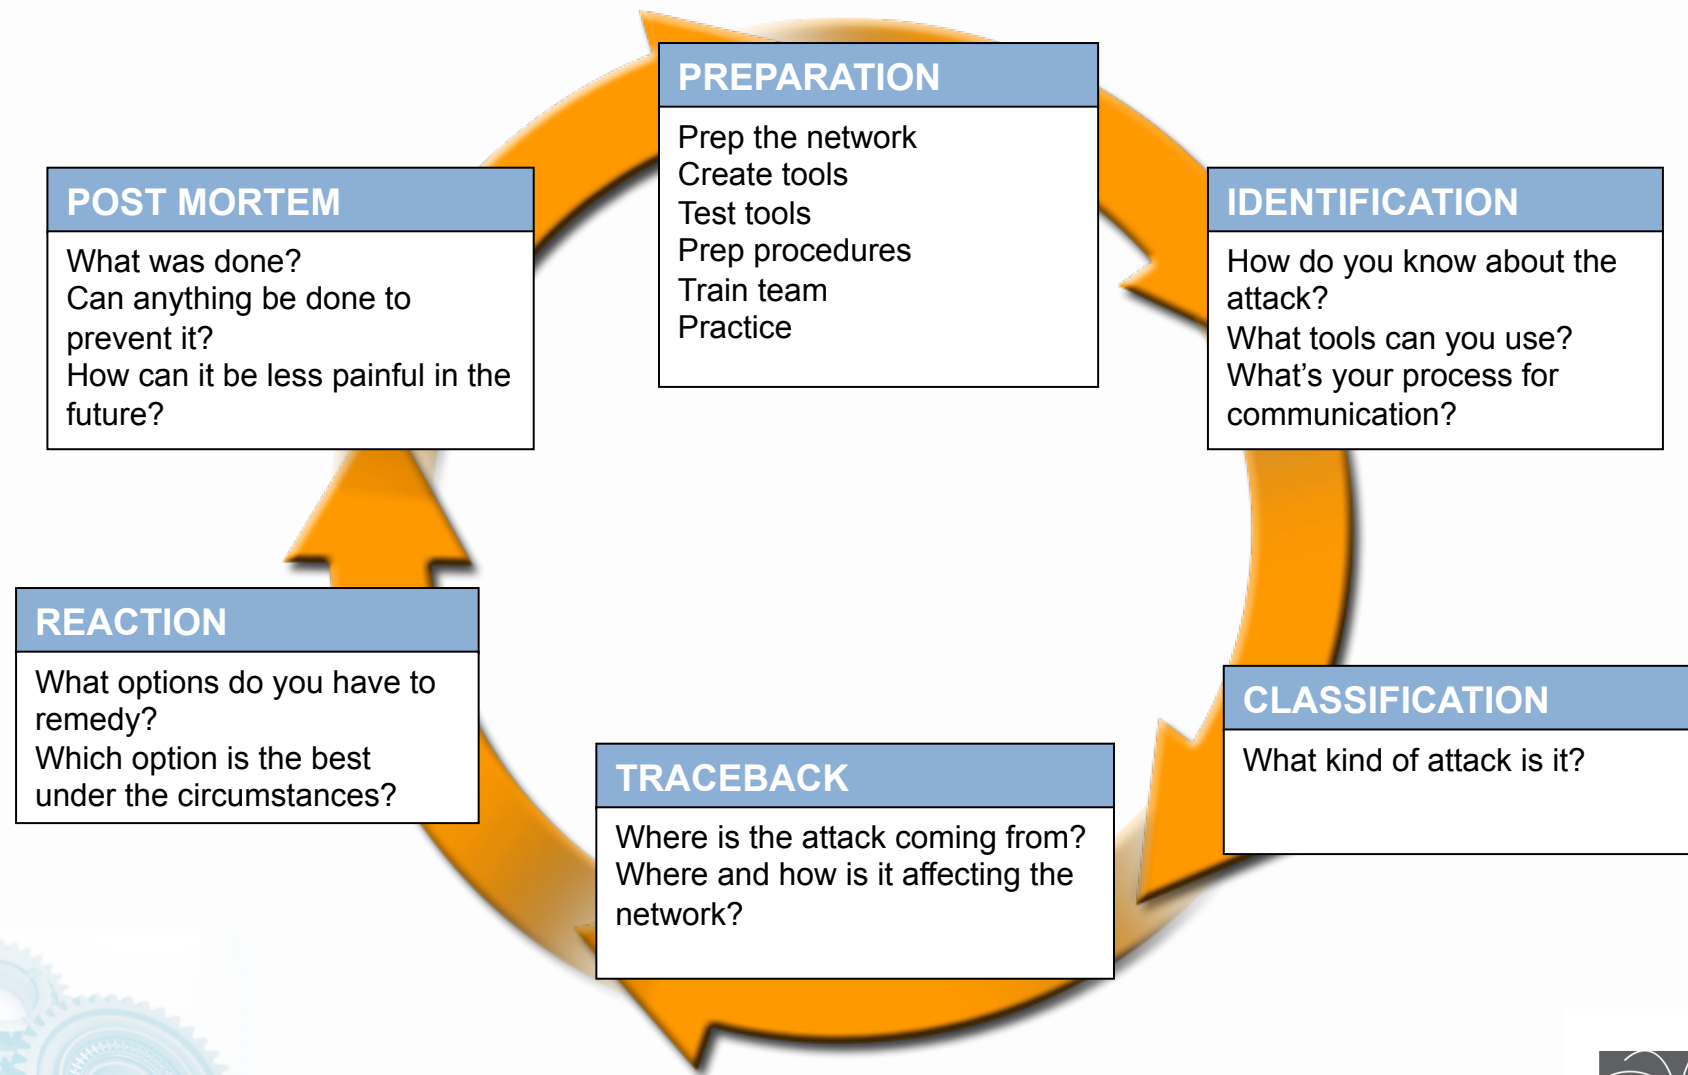 PREPARATION
Prep the network
Create tools
Test tools
Prep procedures
Train team
Practice
IDENTIFICATION
How do you know about the
attack?
What tools can you use?
What’s your process for
communication?
CLASSIFICATION
What kind of attack is it?
TRACEBACK
Where is the attack coming from?
Where and how is it affecting the
network?
REACTION
What options do you have to
remedy?
Which option is the best
under the circumstances?
POST MORTEM
What was done?
Can anything be done to
prevent it?
How can it be less painful in the
future?